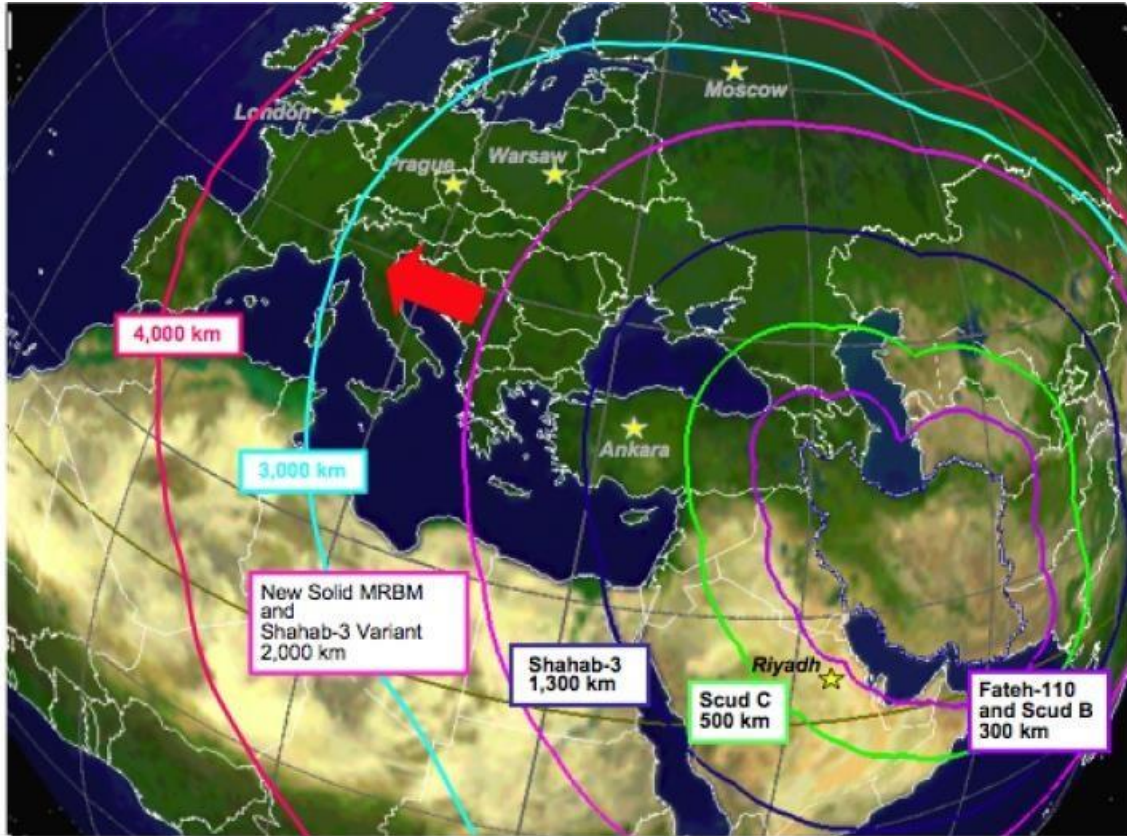 London
Moscow
Prague
Warsaw
4,000 km
Ankara
3,000 km
New Solid MRBM
and
Shahab-3 Variant
2,000 km
Shahab-3
1,300 km
Riyadh
Scud C
500 km
Fateh-110
and Scud B
300 km